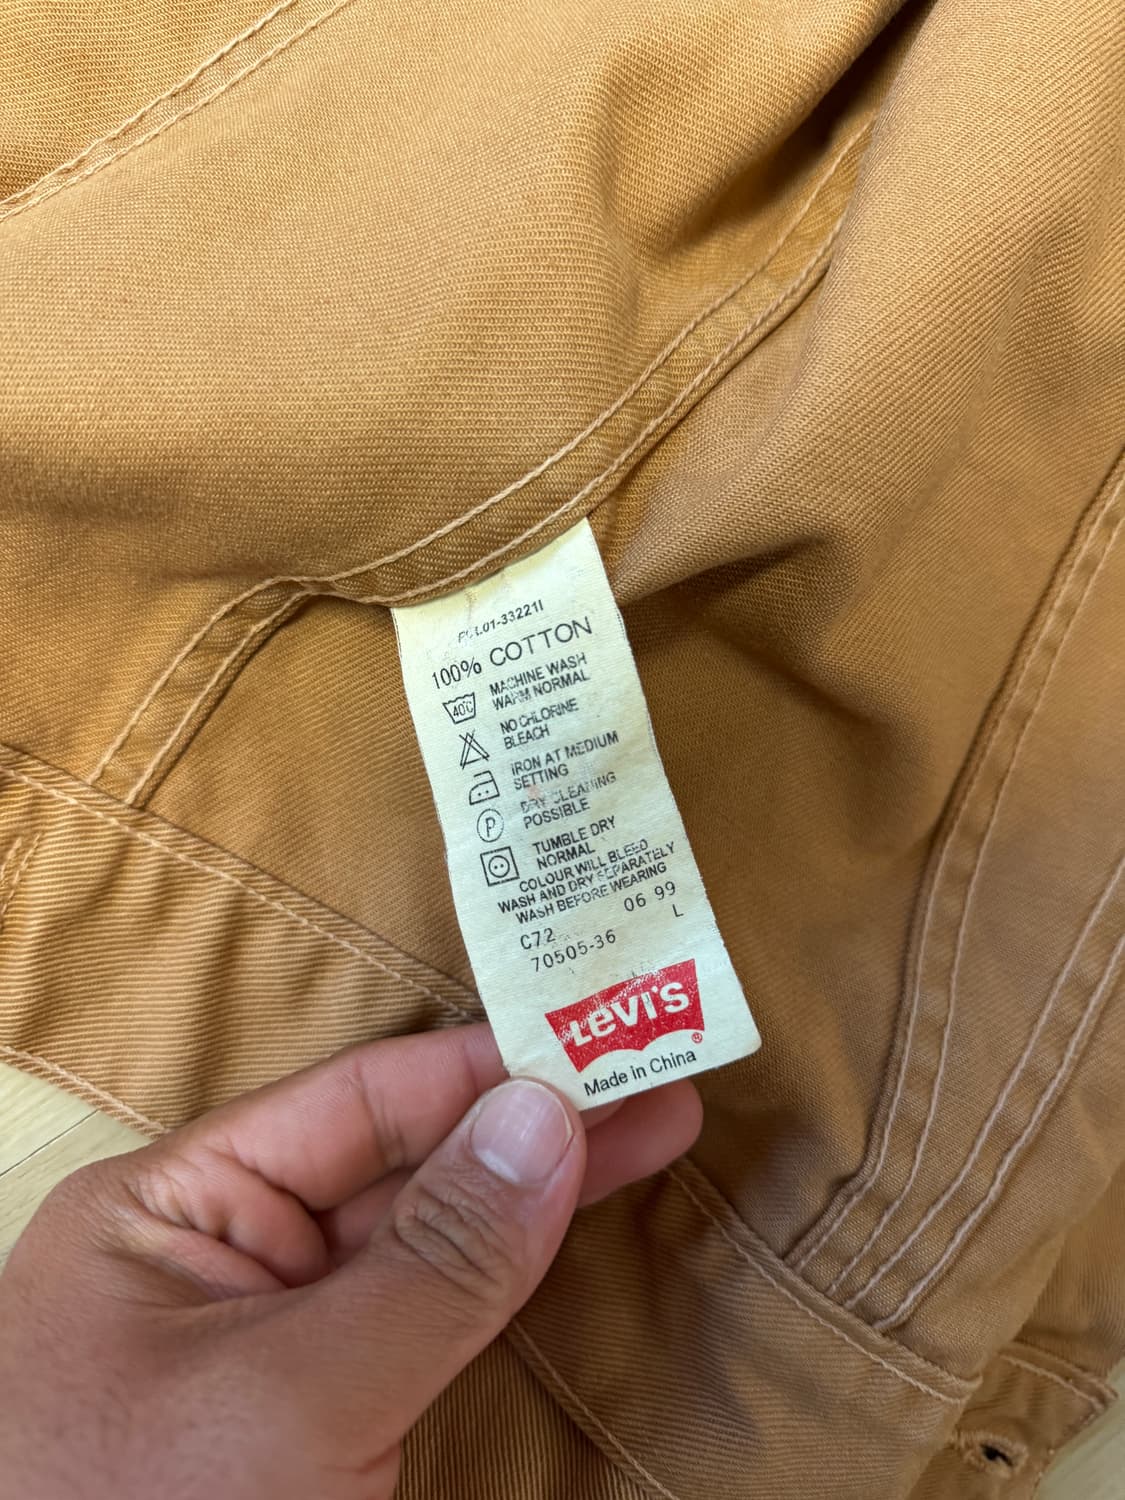 100% COTTON
40C
MACHINE WASH
WARM NORMAL
NO CHLORINE
BLEACH
IRON AT MEDIUM
SETTING
P
DRY CLEANING
POSSIBLE
TUMBLE DRY
NORMAL
COLOUR WILL BLEED
WASH AND DRY SEPARATELY
WASH BEFORE WEARING
06 99
C72 L
70505-36
Levi's ®
Made in China